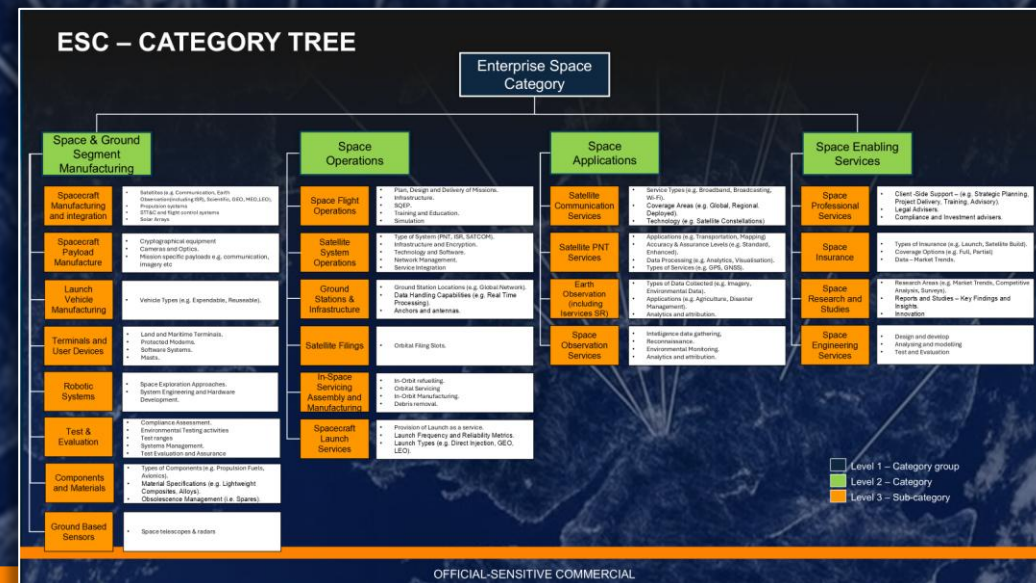 ESC – CATEGORY TREE
Enterprise Space
Category
Space & Ground
Segment
Manufacturing
Spacecraft
Manufacturing
and integration
• Satellites (e.g. Communication, Earth
Observation(including ISR), Scientific, GEO, MEO,LEO),
• Propulsion systems
• STT&C and flight control systems
• Solar Arrays
Spacecraft
Payload
Manufacture
• Cryptographical equipment
• Cameras and Optics.
• Mission specific payloads e.g. communication,
imagery etc
Launch
Vehicle
Manufacturing
• Vehicle Types (e.g. Expendable, Reuseable).
Terminals and
User Devices
• Land and Maritime Terminals.
• Protected Modems.
• Software Systems.
• Masts.
Robotic
Systems
• Space Exploration Approaches.
• System Engineering and Hardware
Development.
Test &
Evaluation
• Compliance Assessment.
• Environmental Testing activities
• Test ranges
• Systems Management.
• Test Evaluation and Assurance
Components
and Materials
• Types of Components (e.g. Propulsion Fuels,
Avionics).
• Material Specifications (e.g. Lightweight
Composites, Alloys).
• Obsolescence Management (i.e. Spares).
Ground Based
Sensors
• Space telescopes & radars
Space
Operations
Space Flight
Operations
• Plan, Design and Delivery of Missions.
• Infrastructure.
• SQEP.
• Training and Education.
• Simulation
Satellite
System
Operations
• Type of System (PNT, ISR, SATCOM).
• Infrastructure and Encryption.
• Technology and Software.
• Network Management.
• Service Integration
Ground
Stations &
Infrastructure
• Ground Station Locations (e.g. Global Network).
• Data Handling Capabilities (e.g. Real Time
Processing).
• Anchors and antennas.
Satellite Filings
• Orbital Filing Slots.
In-Space
Servicing
Assembly and
Manufacturing
• In-Orbit refuelling.
• Orbital Servicing
• In-Orbit Manufacturing.
• Debris removal.
Spacecraft
Launch
Services
• Provision of Launch as a service.
• Launch Frequency and Reliability Metrics.
• Launch Types (e.g. Direct Injection, GEO,
LEO).
Space
Applications
Satellite
Communication
Services
• Service Types (e.g. Broadband, Broadcasting,
Wi-Fi).
• Coverage Areas (e.g. Global, Regional,
Deployed).
• Technology (e.g. Satellite Constellations)
Satellite PNT
Services
• Applications (e.g. Transportation, Mapping)
• Accuracy & Assurance Levels (e.g. Standard,
Enhanced).
• Data Processing (e.g. Analytics, Visualisation).
• Types of Services (e.g. GPS, GNSS).
Earth
Observation
(including
Iservices SR)
• Types of Data Collected (e.g. Imagery,
Environmental Data).
• Applications (e.g. Agriculture, Disaster
Management).
• Analytics and attribution.
Space
Observation
Services
• Intelligence data gathering,
• Reconnaissance.
• Environmental Monitoring.
• Analytics and attribution.
Space Enabling
Services
Space
Professional
Services
• Client -Side Support – (e.g. Strategic Planning,
Project Delivery, Training, Advisory).
• Legal Advisers.
• Compliance and Investment advisers.
Space
Insurance
• Types of Insurance (e.g. Launch, Satellite Build).
• Coverage Options (e.g. Full, Partial)
• Data – Market Trends.
Space
Research and
Studies
• Research Areas (e.g. Market Trends, Competitive
Analysis, Surveys).
• Reports and Studies – Key Findings and
Insights.
• Innovation
Space
Engineering
Services
• Design and develop
• Analysing and modelling
• Test and Evaluation
Level 1 – Category group
Level 2 – Category
Level 3 – Sub-category
OFFICIAL-SENSITIVE COMMERCIAL